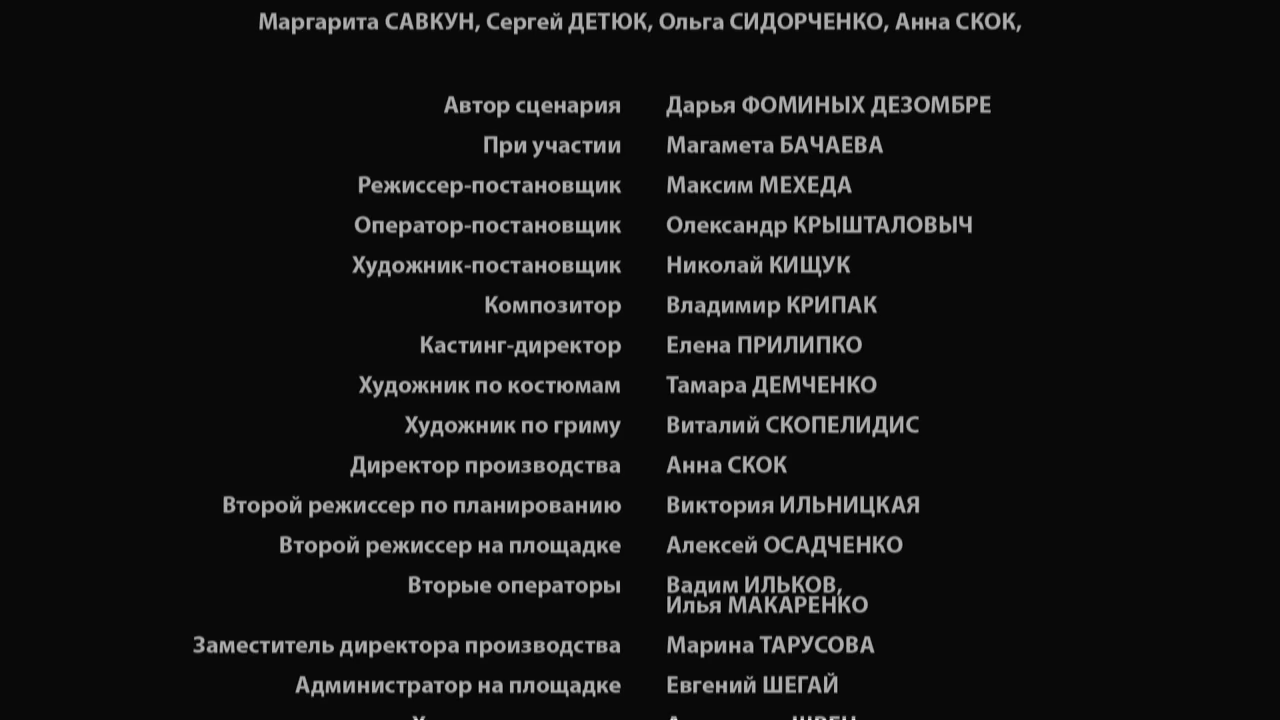 Маргарита САВКУН, Сергей ДЕТЮК, Ольга СИДОРЧЕНКО, Анна СКОК,
Автор сценария Дарья ФОМИНЫХ ДЕЗОМБРЕ
При участии Магамета БАЧАЕВА
Режиссер-постановщик Максим МЕХЕДА
Оператор-постановщик Олександр КРЫШТАЛОВЫЧ
Художник-постановщик Николай КИЩУК
Композитор Владимир КРИПАК
Кастинг-директор Елена ПРИЛИПКО
Художник по костюмам Тамара ДЕМЧЕНКО
Художник по гриму Виталий СКОПЕЛИДИС
Директор производства Анна СКОК
Второй режиссер по планированию Виктория ИЛЬНИЦКАЯ
Второй режиссер на площадке Алексей ОСАДЧЕНКО
Вторые операторы Вадим ИЛЬКОВ,
Илья МАКАРЕНКО
Заместитель директора производства Марина ТАРУСОВА
Администратор на площадке Евгений ШЕГАЙ